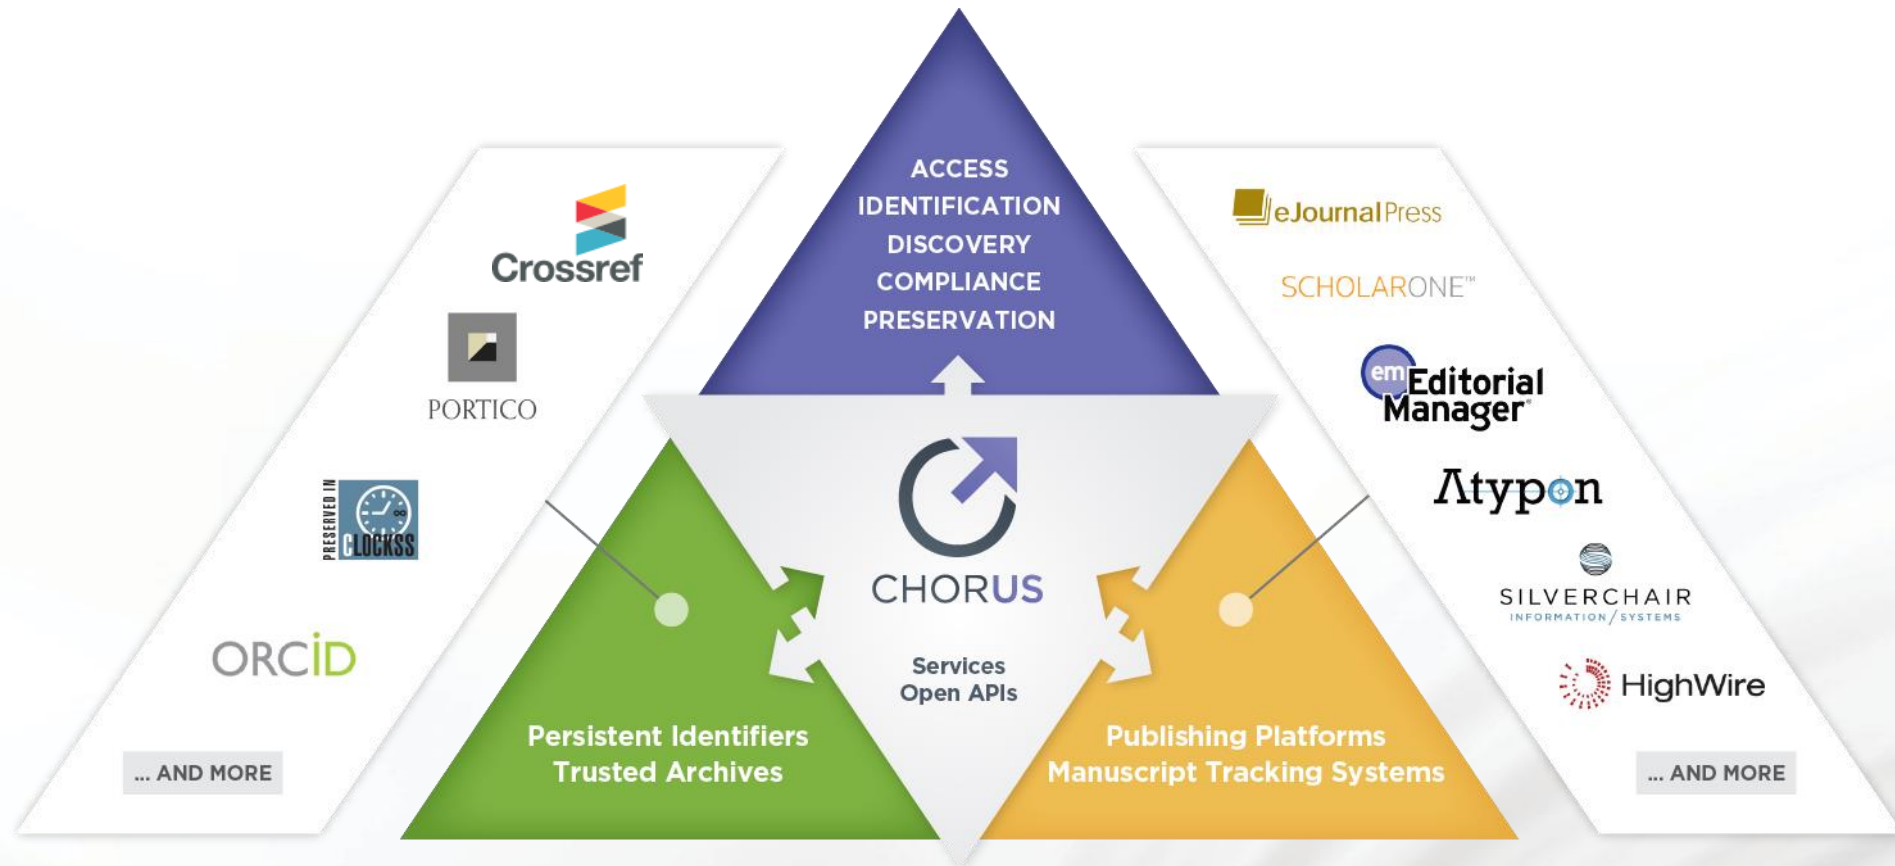 ACCESS
IDENTIFICATION
DISCOVERY
COMPLIANCE
PRESERVATION
Crossref
PORTICO
PRESERVED IN
CLOCKSS
ORCiD
... AND MORE
CHORUS
Services
Open APIs
Persistent Identifiers
Trusted Archives
Publishing Platforms
Manuscript Tracking Systems
eJournalPress
SCHOLARONE™
em Editorial
Manager®
Atypon
SILVERCHAIR
INFORMATION/SYSTEMS
HighWire
... AND MORE